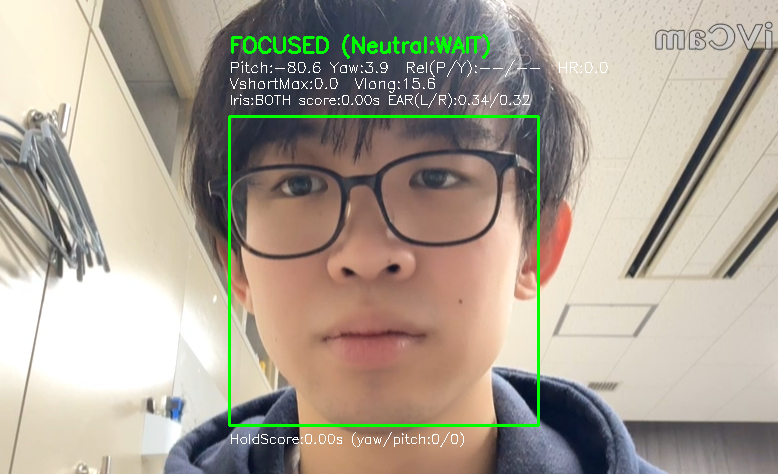 FOCUSED (Neutral:WAIT)
iVCam
Pitch:-80.6 Yaw:3.9 Rel(P/Y):--/-- HR:0.0
VshortMax:0.0 Vlong:15.6
Iris:BOTH score:0.00s EAR(L/R):0.34/0.32
HoldScore:0.00s (yaw/pitch:0/0)